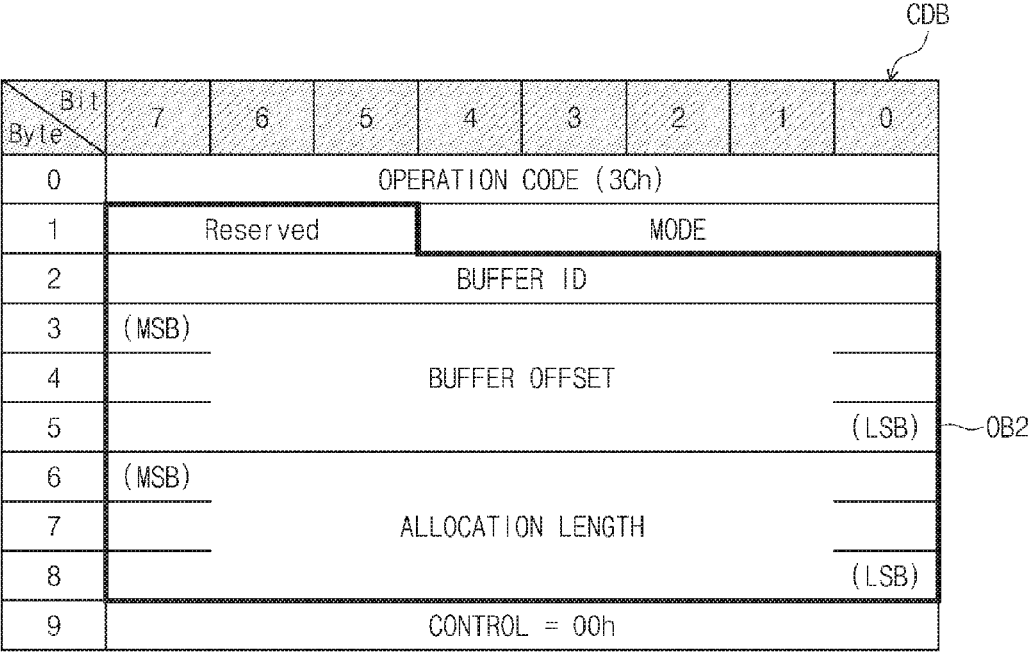 CDB
Bit
Byte 7 6 5 4 3 2 1 0
0 OPERATION CODE (3Ch)
1 Reserved MODE
2 BUFFER ID
3 (MSB)
4 BUFFER OFFSET
5 (LSB) OB2
6 (MSB)
7 ALLOCATION LENGTH
8 (LSB)
9 CONTROL = 00h